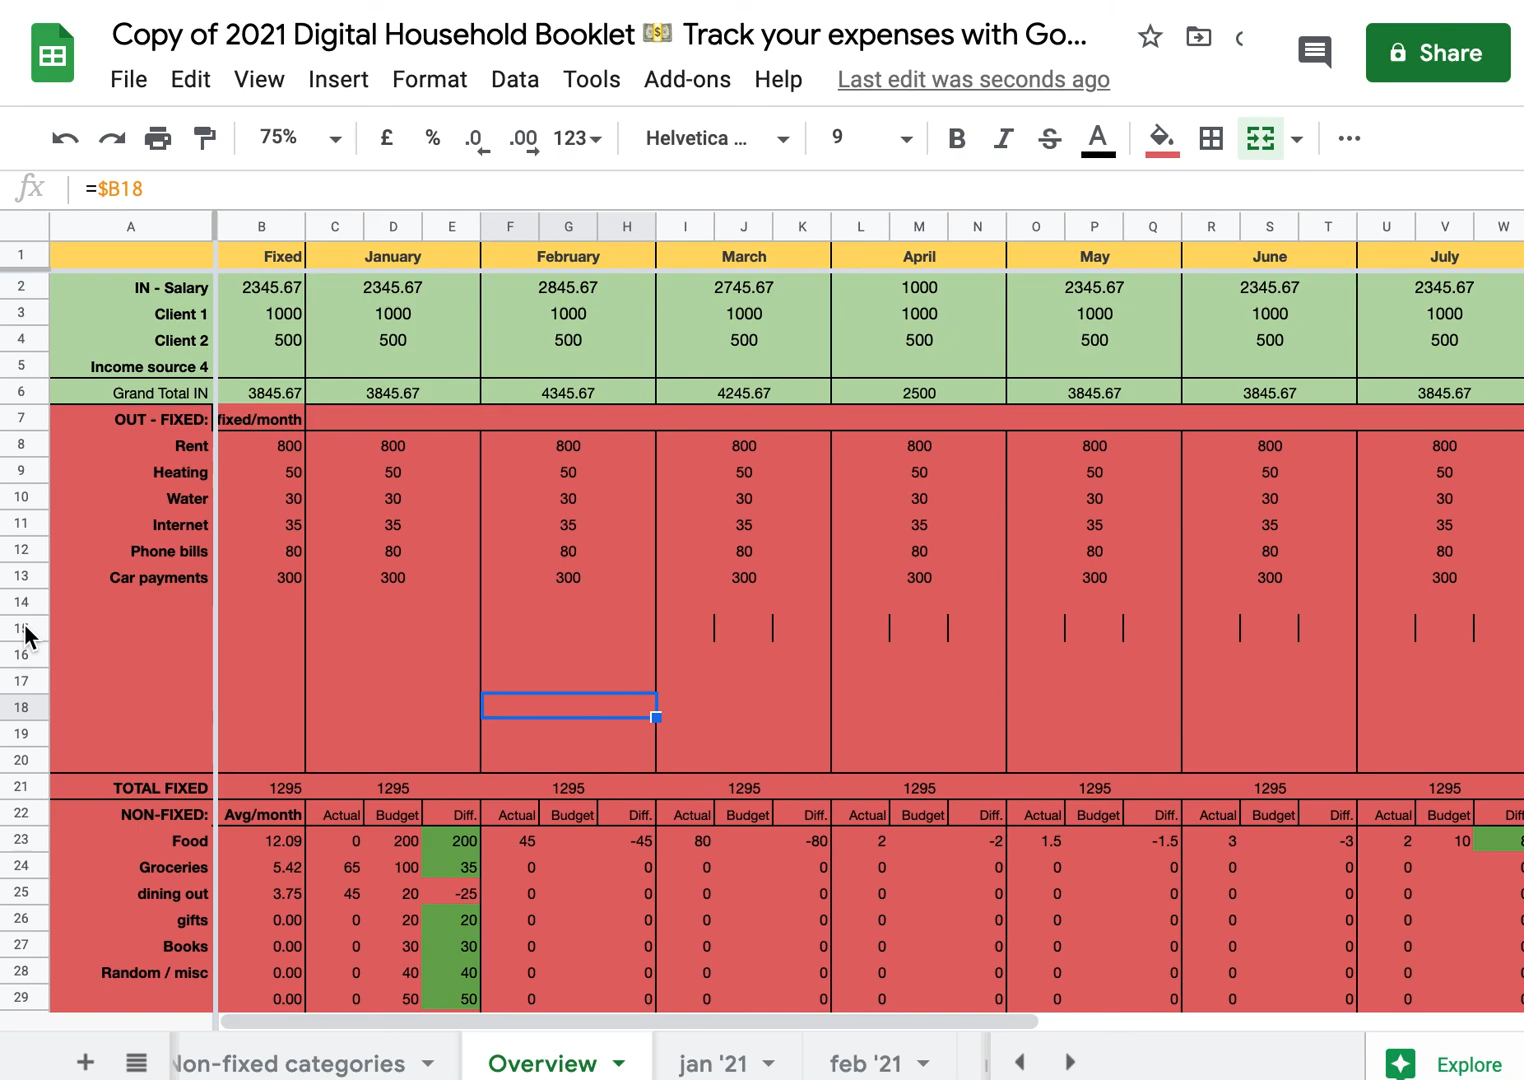 Copy of 2021 Digital Household Booklet 💵 Track your expenses with Go...
Share
File Edit View Insert Format Data Tools Add-ons Help Last edit was seconds ago
75% £ % .0 .00 123 Helvetica ... 9 B I S A
fx =$B18
A B C D E F G H I J K L M N O P Q R S T U V W
1 Fixed January February March April May June July
2 IN - Salary 2345.67 2345.67 2845.67 2745.67 1000 2345.67 2345.67 2345.67
3 Client 1 1000 1000 1000 1000 1000 1000 1000 1000
4 Client 2 500 500 500 500 500 500 500 500
5 Income source 4
6 Grand Total IN 3845.67 3845.67 4345.67 4245.67 2500 3845.67 3845.67 3845.67
7 OUT - FIXED: fixed/month
8 Rent 800 800 800 800 800 800 800 800
9 Heating 50 50 50 50 50 50 50 50
10 Water 30 30 30 30 30 30 30 30
11 Internet 35 35 35 35 35 35 35 35
12 Phone bills 80 80 80 80 80 80 80 80
13 Car payments 300 300 300 300 300 300 300 300
14
15
16
17
18
19
20
21 TOTAL FIXED 1295 1295 1295 1295 1295 1295 1295 1295
22 NON-FIXED: Avg/month Actual Budget Diff. Actual Budget Diff. Actual Budget Diff. Actual Budget Diff. Actual Budget Diff. Actual Budget Diff. Actual Budget Diff
23 Food 12.09 0 200 200 45 -45 80 -80 2 -2 1.5 -1.5 3 -3 2 10
24 Groceries 5.42 65 100 35 0 0 0 0 0 0 0 0 0 0 0 0
25 dining out 3.75 45 20 -25 0 0 0 0 0 0 0 0 0 0 0 0
26 gifts 0.00 0 20 20 0 0 0 0 0 0 0 0 0 0 0 0
27 Books 0.00 0 30 30 0 0 0 0 0 0 0 0 0 0 0 0
28 Random / misc 0.00 0 40 40 0 0 0 0 0 0 0 0 0 0 0 0
29 0.00 0 50 50 0 0 0 0 0 0 0 0 0 0 0 0
+ Non-fixed categories Overview jan '21 feb '21 Explore